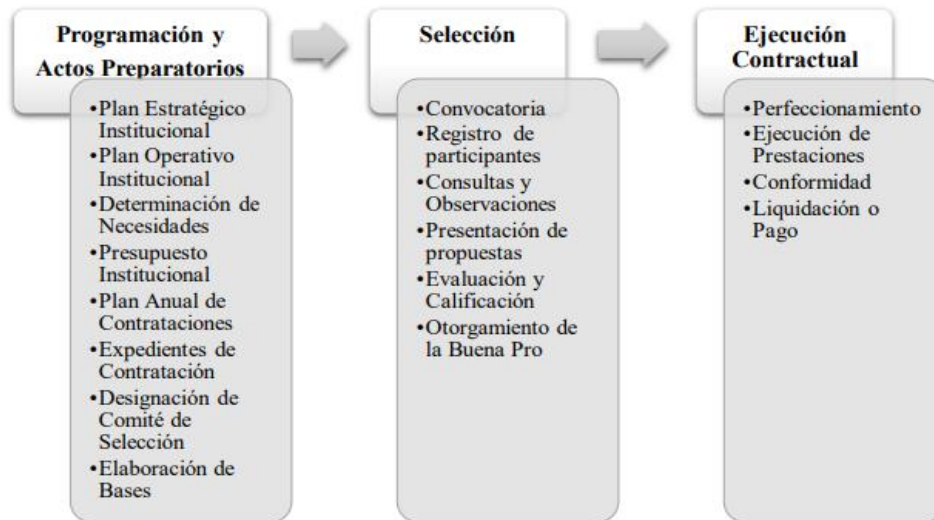 Programación y
Actos Preparatorios
•Plan Estratégico
Institucional
•Plan Operativo
Institucional
•Determinación de
Necesidades
•Presupuesto
Institucional
•Plan Anual de
Contrataciones
•Expedientes de
Contratación
•Designación de
Comité de
Selección
•Elaboración de
Bases
Selección
•Convocatoria
•Registro de
participantes
•Consultas y
Observaciones
•Presentación de
propuestas
•Evaluación y
Calificación
•Otorgamiento de
la Buena Pro
Ejecución
Contractual
•Perfeccionamiento
•Ejecución de
Prestaciones
•Conformidad
•Liquidación o
Pago